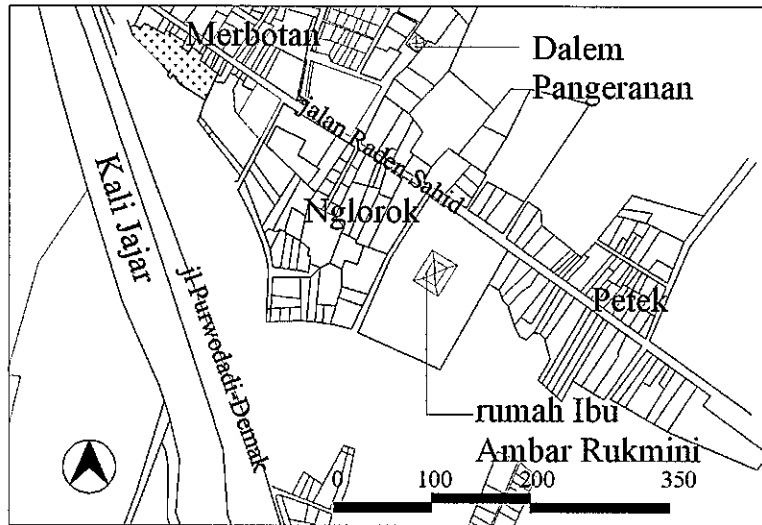 Merbotan
Dalem
Pangeranan
Jalan Raden Sahid
Kali Jajar
Nglorok
jl Purwodadi-Demak
Petek
rumah Ibu
Ambar Rukmini
0 100 200 350